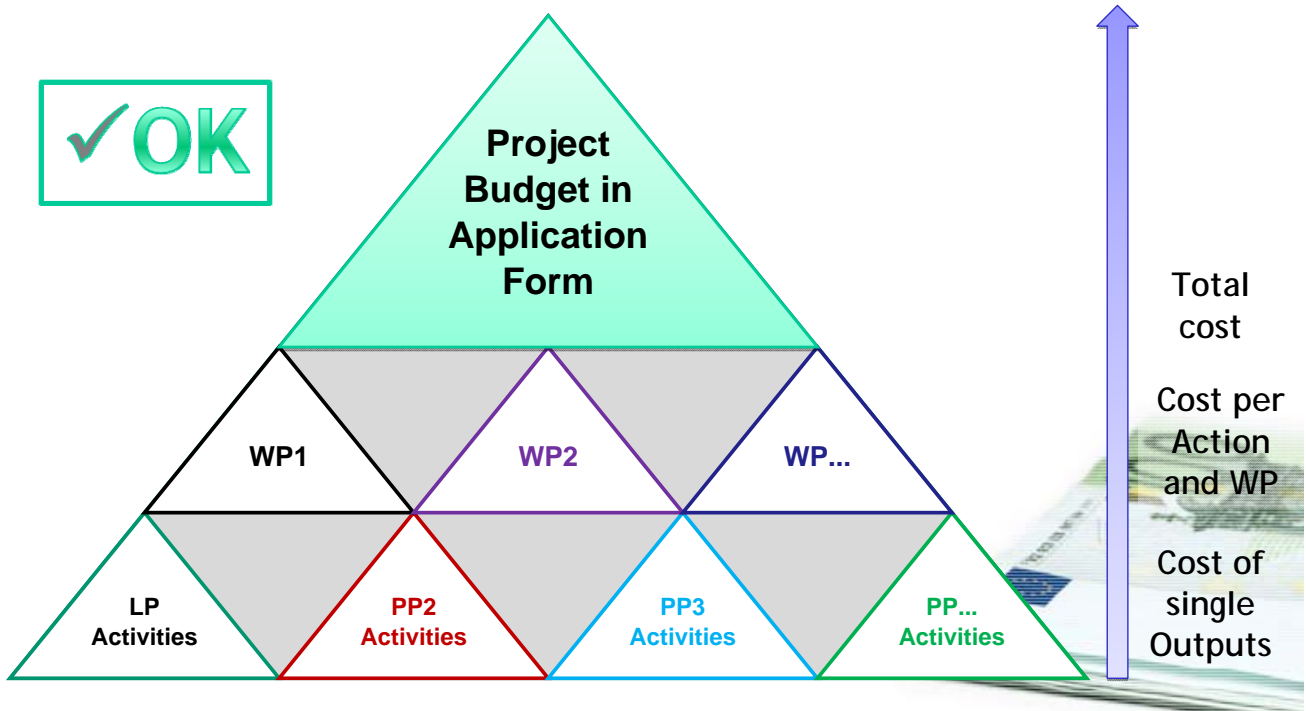 ✓OK
Project
Budget in
Application
Form
Total
cost
WP1
WP2
WP...
Cost per
Action
and WP
LP
Activities
PP2
Activities
PP3
Activities
PP...
Activities
Cost of
single
Outputs